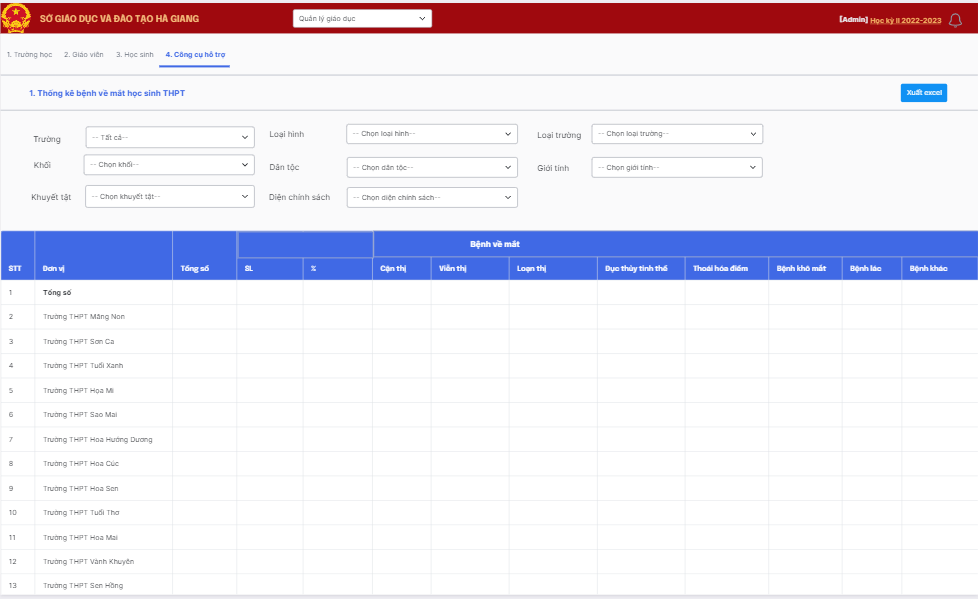 SỞ GIÁO DỤC VÀ ĐÀO TẠO HÀ GIANG Quản lý giáo dục [Admin] Học kỳ II 2022-2023
1. Trường học 2. Giáo viên 3. Học sinh 4. Công cụ hỗ trợ
1. Thống kê bệnh về mắt học sinh THPT Xuất excel
Trường -- Tất cả-- Loại hình -- Chọn loại hình-- Loại trường -- Chọn loại trường--
Khối -- Chọn khối-- Dân tộc -- Chọn dân tộc-- Giới tính -- Chọn giới tính--
Khuyết tật -- Chọn khuyết tật-- Diện chính sách -- Chọn diện chính sách--
Bệnh về mắt
STT Đơn vị Tổng số SL % Cận thị Viễn thị Loạn thị Đục thủy tinh thể Thoái hóa điểm Bệnh khô mắt Bệnh lác Bệnh khác
1 Tổng số
2 Trường THPT Măng Non
3 Trường THPT Sơn Ca
4 Trường THPT Tuổi Xanh
5 Trường THPT Họa Mi
6 Trường THPT Sao Mai
7 Trường THPT Hoa Hướng Dương
8 Trường THPT Hoa Cúc
9 Trường THPT Hoa Sen
10 Trường THPT Tuổi Thơ
11 Trường THPT Hoa Mai
12 Trường THPT Vành Khuyên
13 Trường THPT Sen Hồng